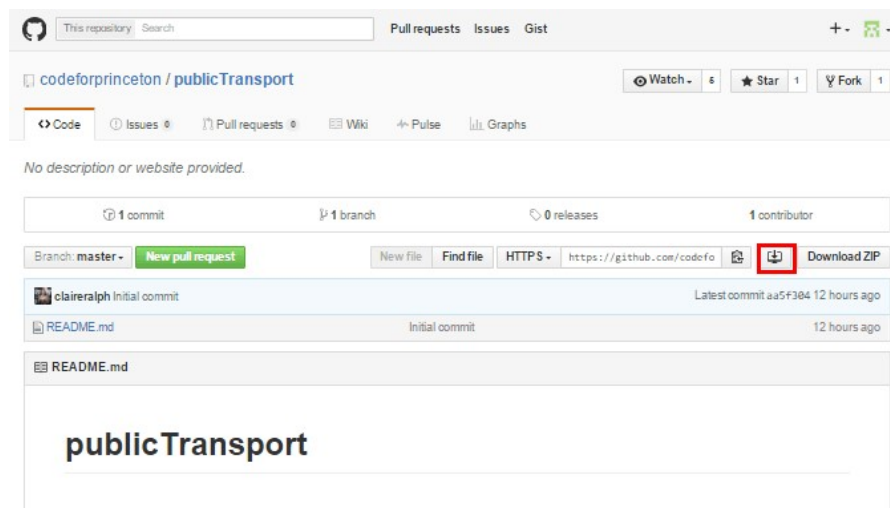 This repository Search Pull requests Issues Gist
codeforprinceton / publicTransport Watch 5 Star 1 Fork 1
Code Issues 0 Pull requests 0 Wiki Pulse Graphs
No description or website provided.
1 commit 1 branch 0 releases 1 contributor
Branch: master New pull request New file Find file HTTPS https://github.com/codefo Download ZIP
claireralph Initial commit Latest commit aa5f304 12 hours ago
README.md Initial commit 12 hours ago
README.md
publicTransport